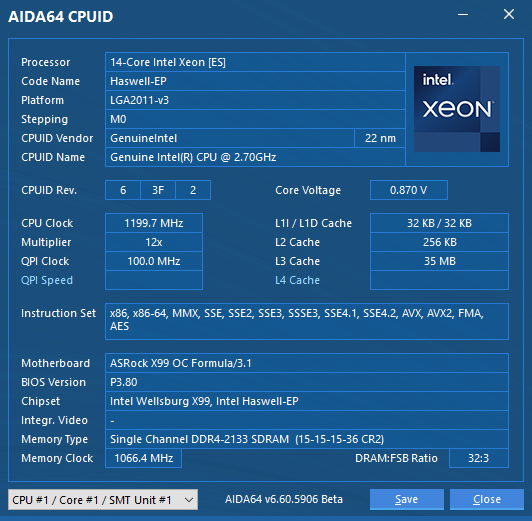 AIDA64 CPUID
Processor 14-Core Intel Xeon [ES]
Code Name Haswell-EP
Platform LGA2011-v3
Stepping M0
CPUID Vendor GenuineIntel 22 nm
CPUID Name Genuine Intel(R) CPU @ 2.70GHz
intel.
XEON
CPUID Rev. 6 3F 2 Core Voltage 0.870 V
CPU Clock 1199.7 MHz L1I / L1D Cache 32 KB / 32 KB
Multiplier 12x L2 Cache 256 KB
QPI Clock 100.0 MHz L3 Cache 35 MB
QPI Speed L4 Cache
Instruction Set x86, x86-64, MMX, SSE, SSE2, SSE3, SSSE3, SSE4.1, SSE4.2, AVX, AVX2, FMA,
AES
Motherboard ASRock X99 OC Formula/3.1
BIOS Version P3.80
Chipset Intel Wellsburg X99, Intel Haswell-EP
Integr. Video -
Memory Type Single Channel DDR4-2133 SDRAM (15-15-15-36 CR2)
Memory Clock 1066.4 MHz DRAM:FSB Ratio 32:3
CPU #1 / Core #1 / SMT Unit #1 AIDA64 v6.60.5906 Beta Save Close